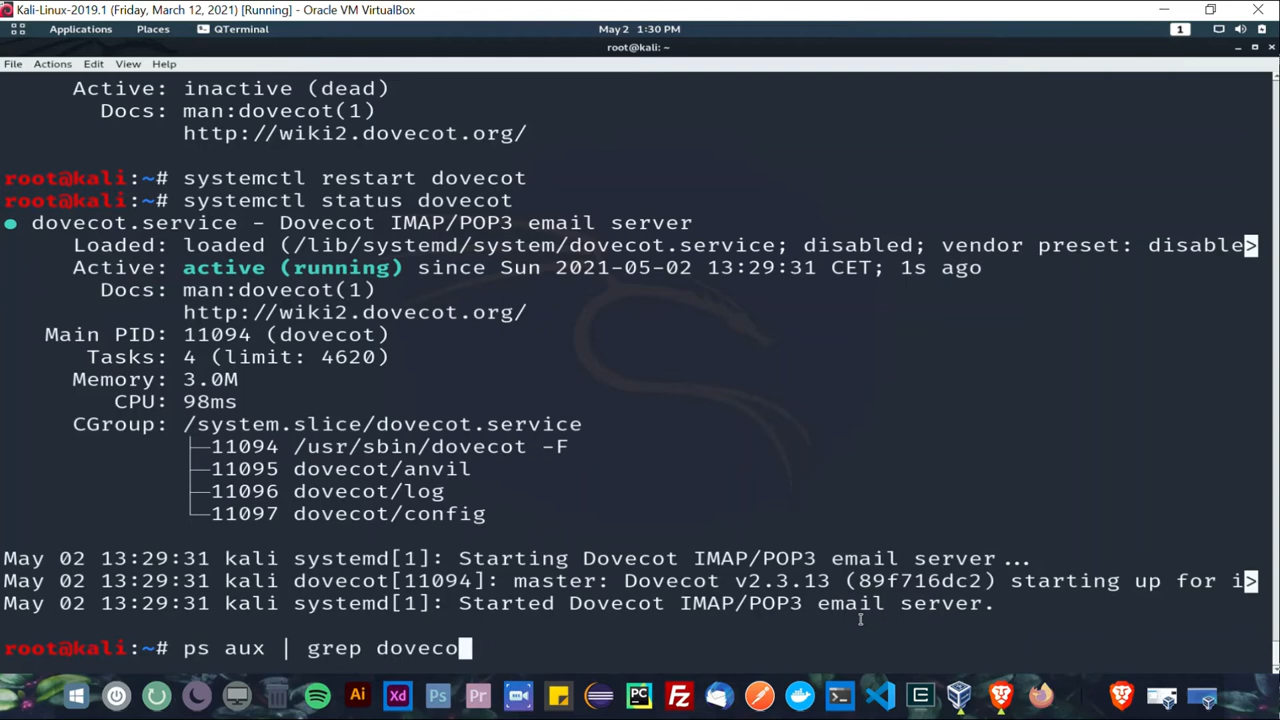 Kali-Linux-2019.1 (Friday, March 12, 2021) [Running] - Oracle VM VirtualBox
Applications Places QTerminal May 2 1:30 PM 1
root@kali: ~
File Actions Edit View Help
Active: inactive (dead)
Docs: man:dovecot(1)
http://wiki2.dovecot.org/
root@kali:~# systemctl restart dovecot
root@kali:~# systemctl status dovecot
● dovecot.service - Dovecot IMAP/POP3 email server
Loaded: loaded (/lib/systemd/system/dovecot.service; disabled; vendor preset: disable>
Active: active (running) since Sun 2021-05-02 13:29:31 CET; 1s ago
Docs: man:dovecot(1)
http://wiki2.dovecot.org/
Main PID: 11094 (dovecot)
Tasks: 4 (limit: 4620)
Memory: 3.0M
CPU: 98ms
CGroup: /system.slice/dovecot.service
├─11094 /usr/sbin/dovecot -F
├─11095 dovecot/anvil
├─11096 dovecot/log
└─11097 dovecot/config
May 02 13:29:31 kali systemd[1]: Starting Dovecot IMAP/POP3 email server...
May 02 13:29:31 kali dovecot[11094]: master: Dovecot v2.3.13 (89f716dc2) starting up for i>
May 02 13:29:31 kali systemd[1]: Started Dovecot IMAP/POP3 email server.
root@kali:~# ps aux | grep doveco
Ai Xd Ps Pr PC FZ